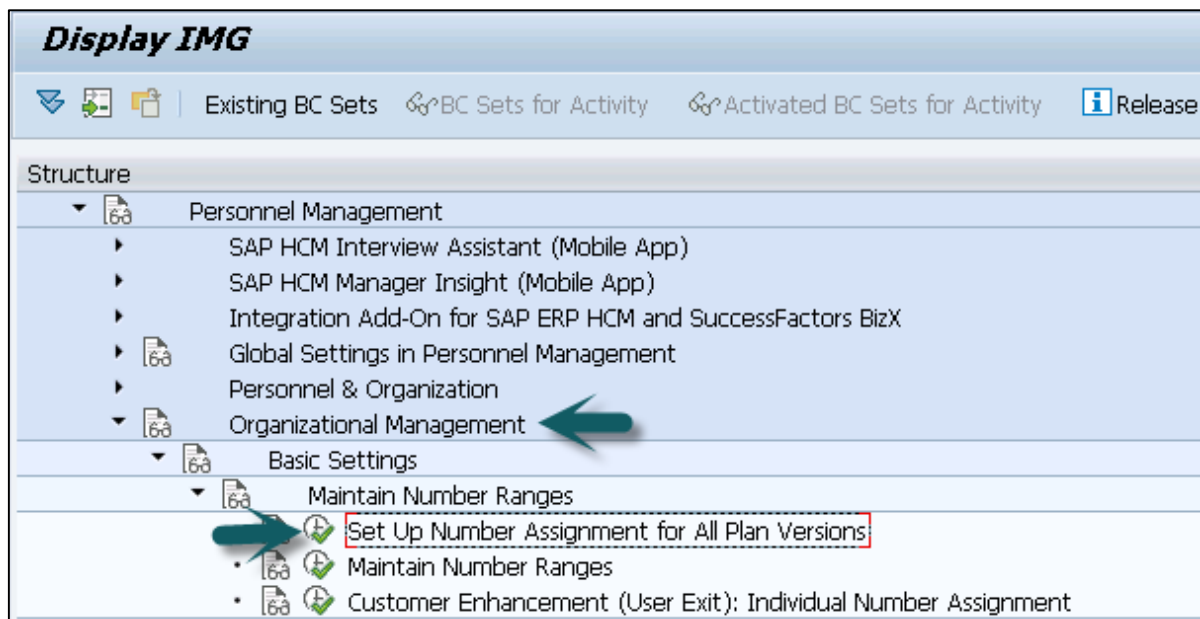 Display IMG
Existing BC Sets BC Sets for Activity Activated BC Sets for Activity Release
Structure
Personnel Management
SAP HCM Interview Assistant (Mobile App)
SAP HCM Manager Insight (Mobile App)
Integration Add-On for SAP ERP HCM and SuccessFactors BizX
Global Settings in Personnel Management
Personnel & Organization
Organizational Management
Basic Settings
Maintain Number Ranges
Set Up Number Assignment for All Plan Versions
Maintain Number Ranges
Customer Enhancement (User Exit): Individual Number Assignment